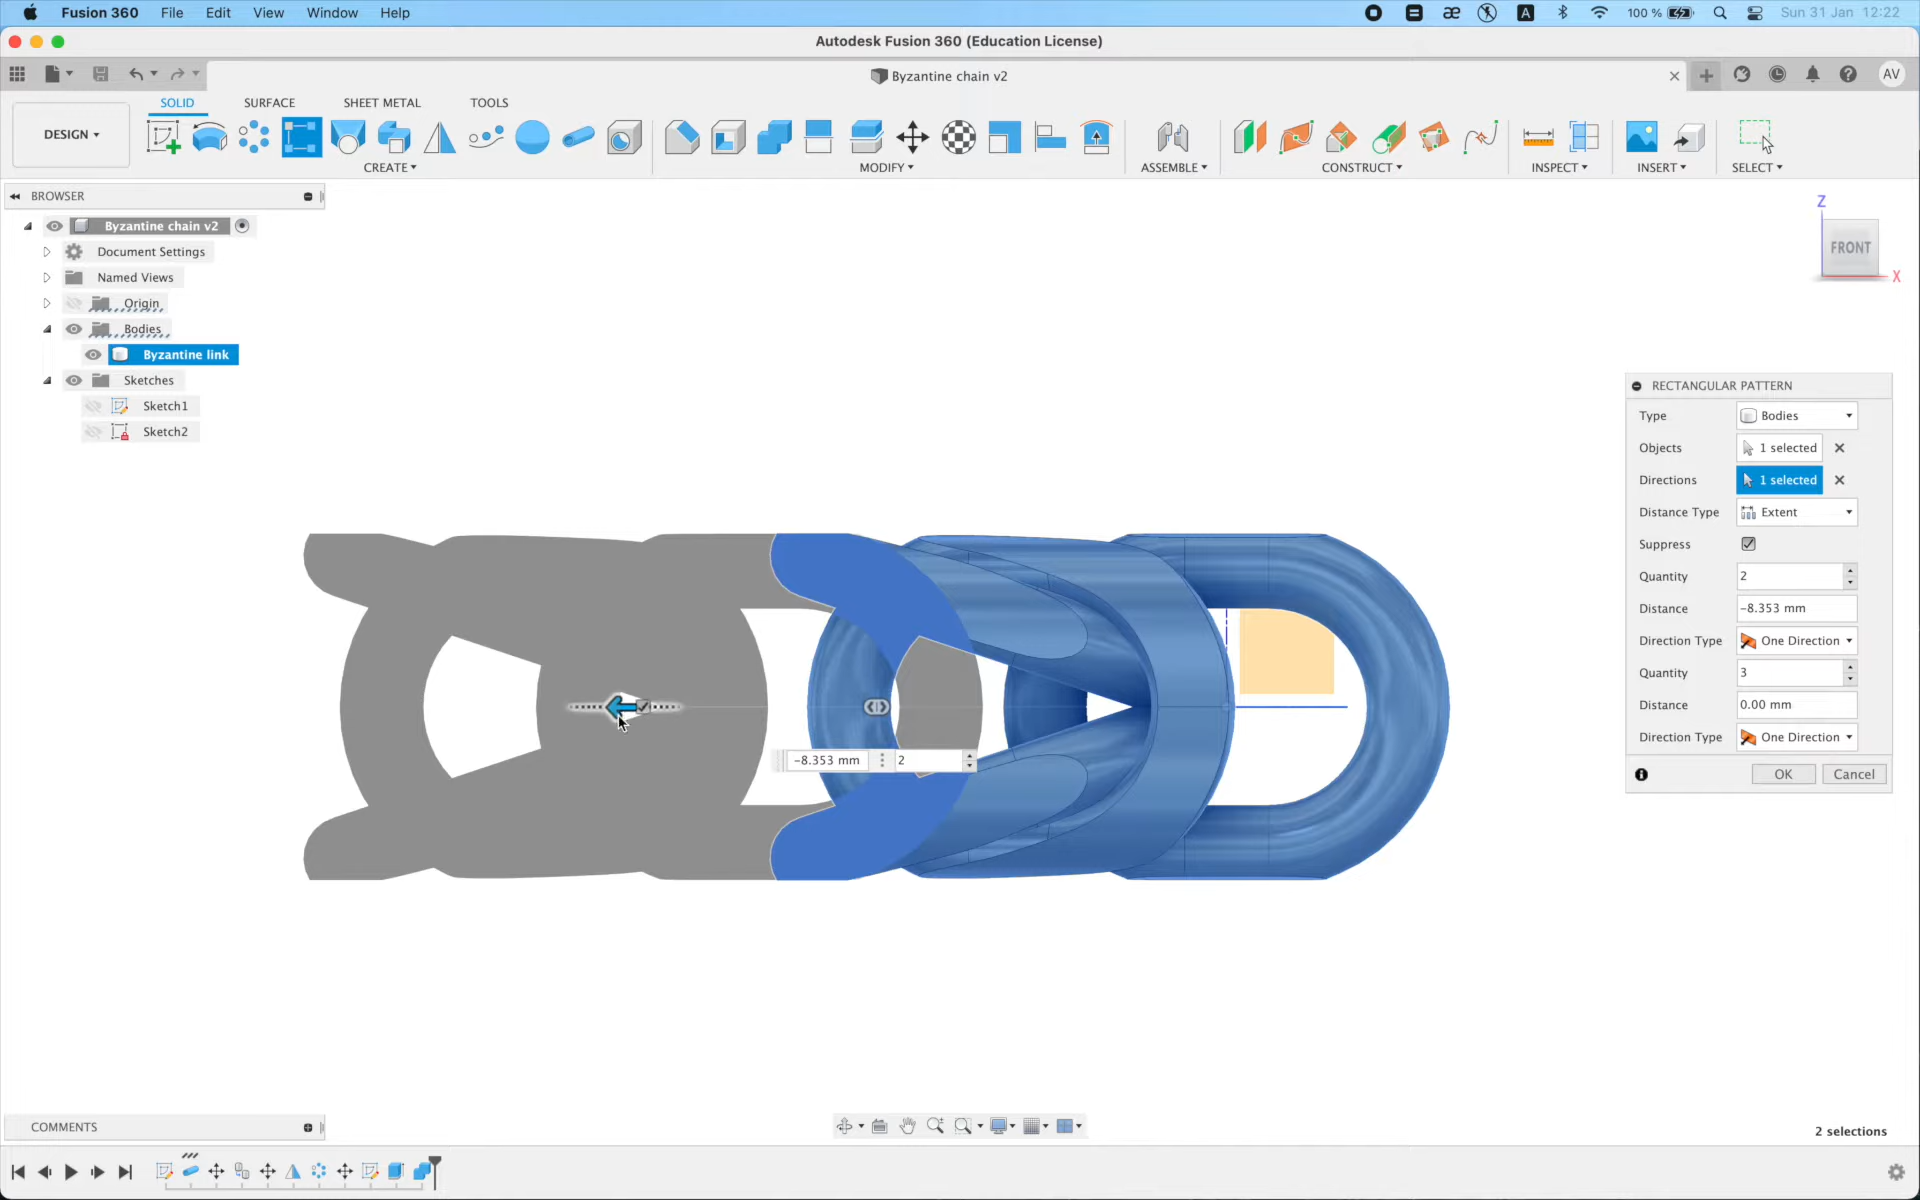 Fusion 360 File Edit View Window Help æ A 100 % Sun 31 Jan 12:22
Autodesk Fusion 360 (Education License)
Byzantine chain v2 AV
SOLID SURFACE SHEET METAL TOOLS
DESIGN
CREATE MODIFY ASSEMBLE CONSTRUCT INSPECT INSERT SELECT
BROWSER
Byzantine chain v2
Document Settings
Named Views
Origin
Bodies
Byzantine link
Sketches
Sketch1
Sketch2
Z
FRONT
X
RECTANGULAR PATTERN
Type Bodies
Objects 1 selected
Directions 1 selected
Distance Type Extent
Suppress
Quantity 2
Distance -8.353 mm
Direction Type One Direction
Quantity 3
Distance 0.00 mm
Direction Type One Direction
OK Cancel
-8.353 mm 2
COMMENTS
2 selections